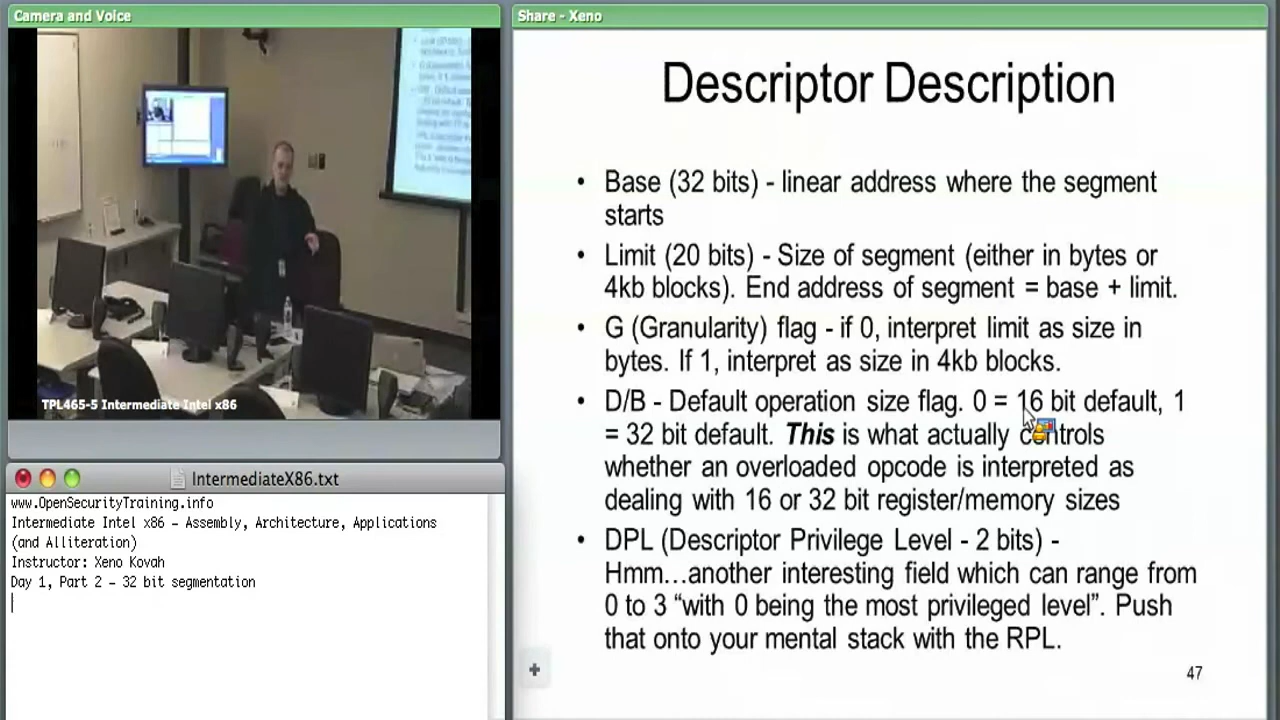 Camera and Voice
TPL465-5 Intermediate Intel x86
IntermediateX86.txt
www.OpenSecurityTraining.info
Intermediate Intel x86 – Assembly, Architecture, Applications
(and Alliteration)
Instructor: Xeno Kovah
Day 1, Part 2 – 32 bit segmentation
Share - Xeno
Descriptor Description
• Base (32 bits) - linear address where the segment
starts
• Limit (20 bits) - Size of segment (either in bytes or
4kb blocks). End address of segment = base + limit.
• G (Granularity) flag - if 0, interpret limit as size in
bytes. If 1, interpret as size in 4kb blocks.
• D/B - Default operation size flag. 0 = 16 bit default, 1
= 32 bit default. This is what actually controls
whether an overloaded opcode is interpreted as
dealing with 16 or 32 bit register/memory sizes
• DPL (Descriptor Privilege Level - 2 bits) -
Hmm…another interesting field which can range from
0 to 3 “with 0 being the most privileged level”. Push
that onto your mental stack with the RPL.
47